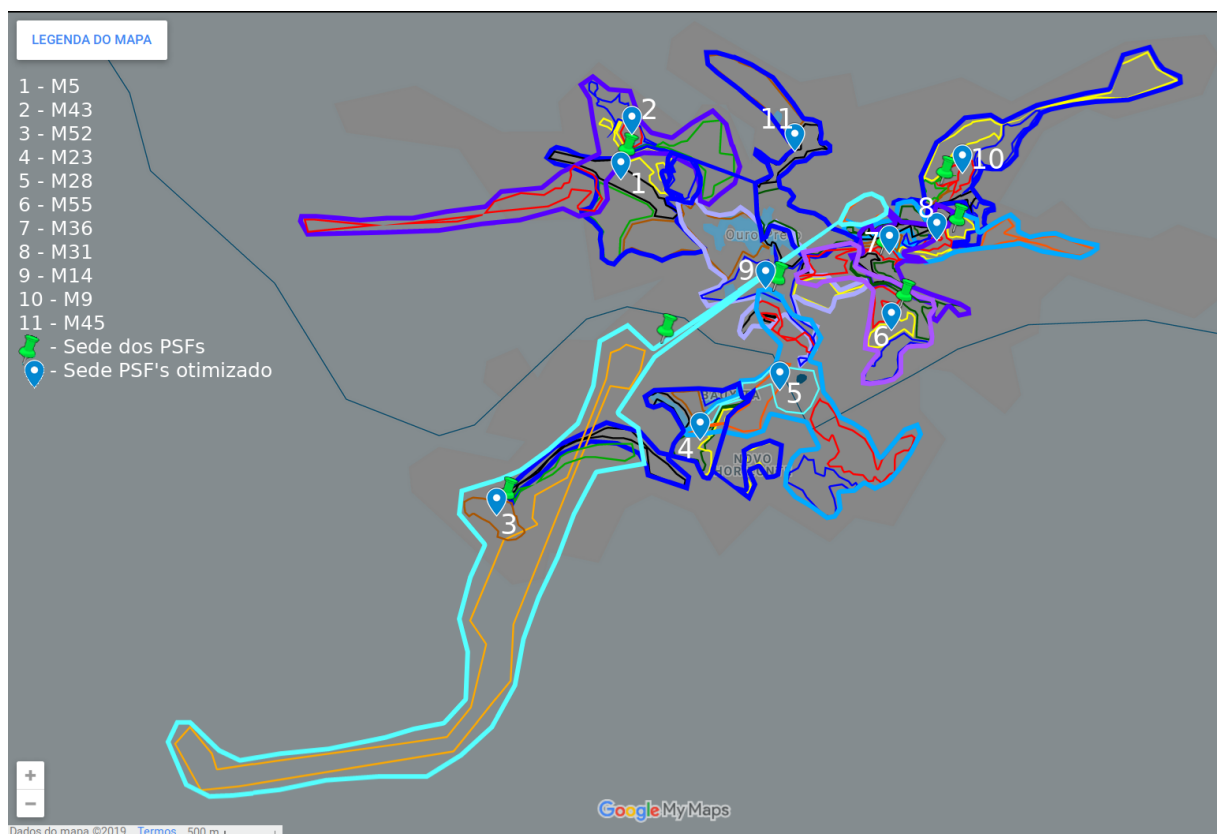 LEGENDA DO MAPA
1 - M5
2 - M43
3 - M52
4 - M23
5 - M28
6 - M55
7 - M36
8 - M31
9 - M14
10 - M9
11 - M45
- Sede dos PSFs
- Sede PSF's otimizado
2
11
10
1
8
7
Ouro
9
6
5
4
NOVO
3
+
−
Google My Maps
Dados do mapa ©2019 Termos 500 m